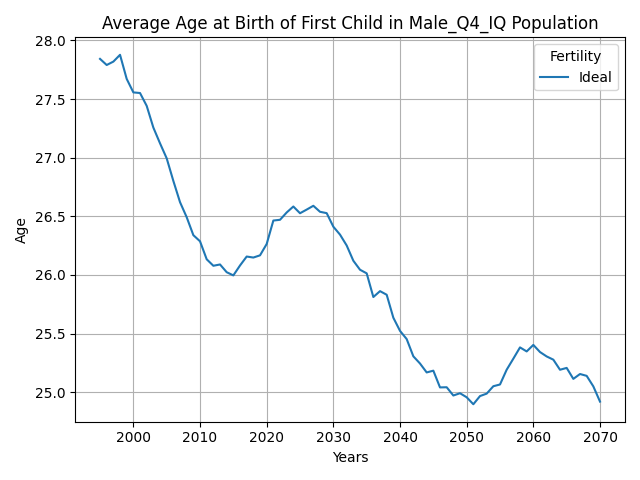 Average Age at Birth of First Child in Male_Q4_IQ Population
Fertility
Ideal
28.0
27.5
27.0
26.5
26.0
25.5
25.0
Age
2000 2010 2020 2030 2040 2050 2060 2070
Years